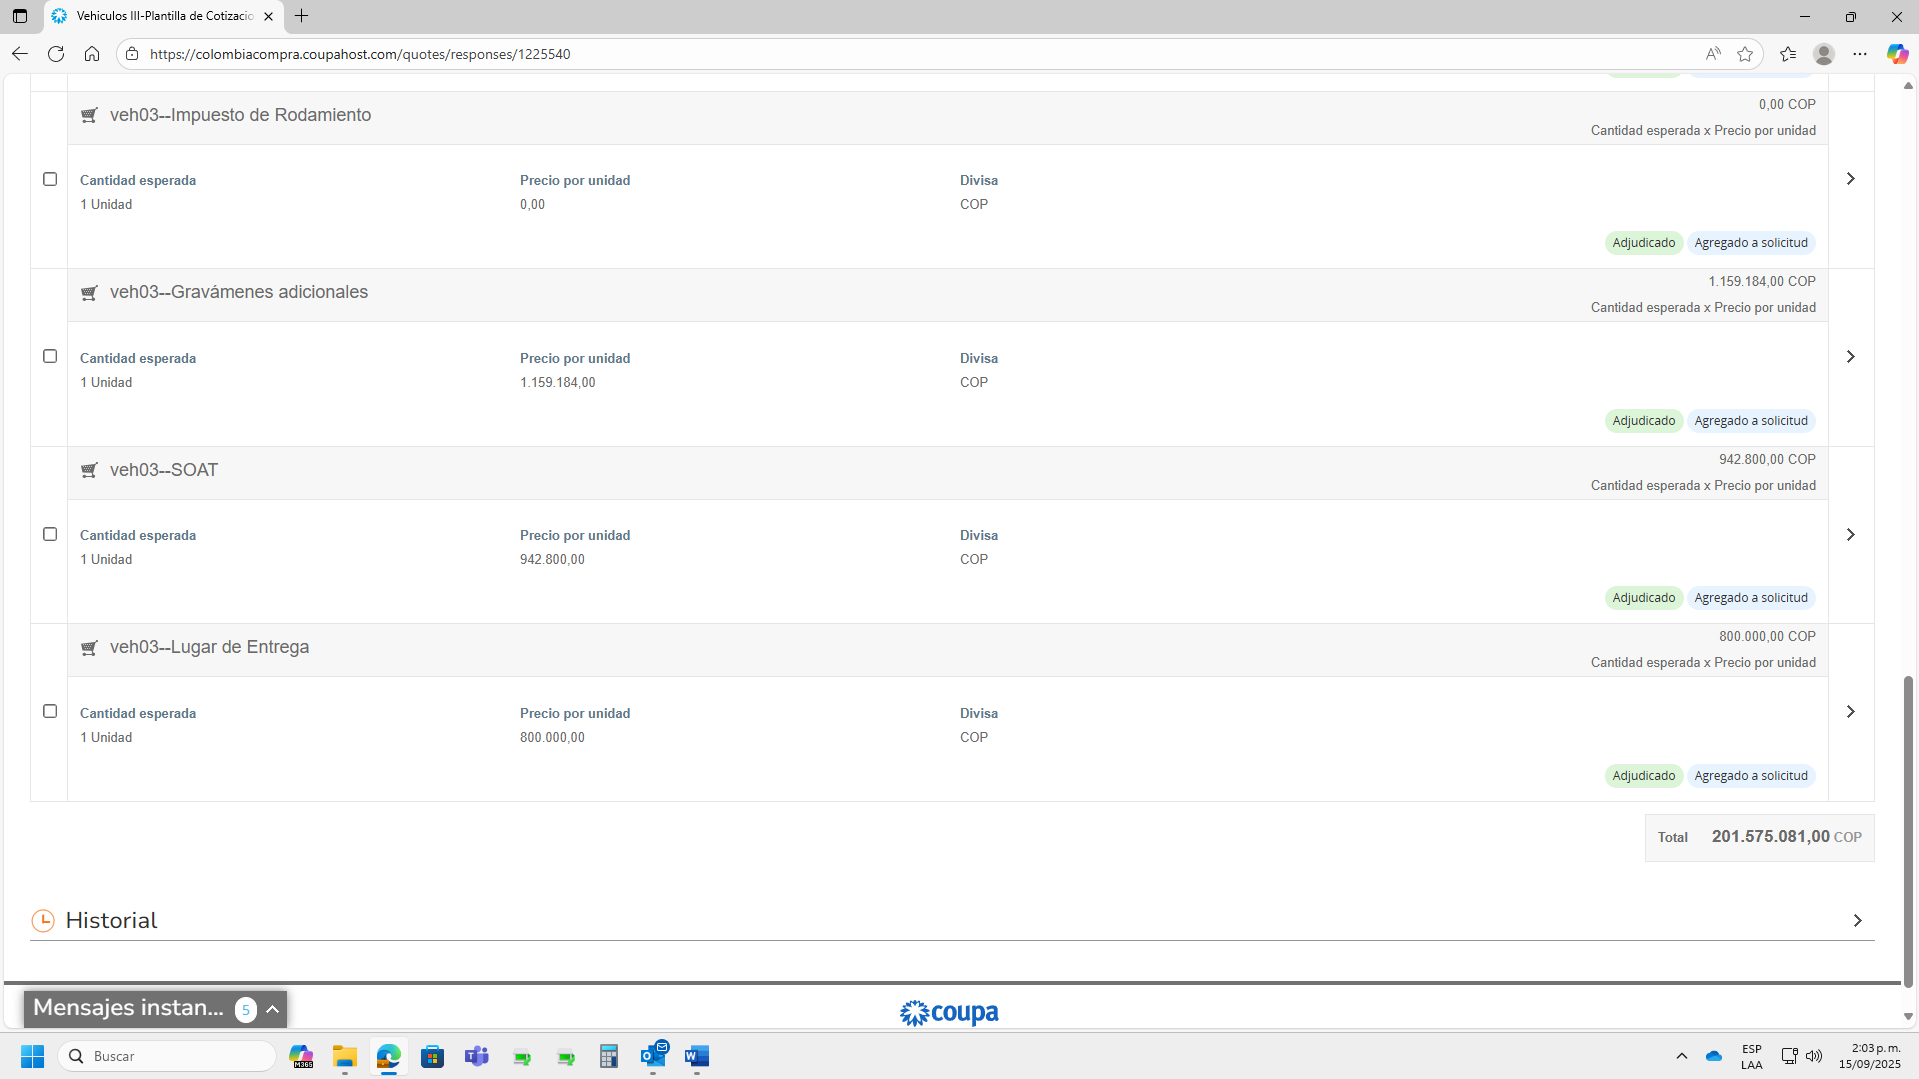 Vehiculos III-Plantilla de Cotizacio
https://colombiacompra.coupahost.com/quotes/responses/1225540
veh03--Impuesto de Rodamiento
0,00 COP
Cantidad esperada x Precio por unidad
Cantidad esperada Precio por unidad Divisa
1 Unidad 0,00 COP
Adjudicado Agregado a solicitud
veh03--Gravámenes adicionales
1.159.184,00 COP
Cantidad esperada x Precio por unidad
Cantidad esperada Precio por unidad Divisa
1 Unidad 1.159.184,00 COP
Adjudicado Agregado a solicitud
veh03--SOAT
942.800,00 COP
Cantidad esperada x Precio por unidad
Cantidad esperada Precio por unidad Divisa
1 Unidad 942.800,00 COP
Adjudicado Agregado a solicitud
veh03--Lugar de Entrega
800.000,00 COP
Cantidad esperada x Precio por unidad
Cantidad esperada Precio por unidad Divisa
1 Unidad 800.000,00 COP
Adjudicado Agregado a solicitud
Total 201.575.081,00 COP
Historial
Mensajes instan... 5
coupa
Buscar
M365
ESP
LAA
2:03 p. m.
15/09/2025